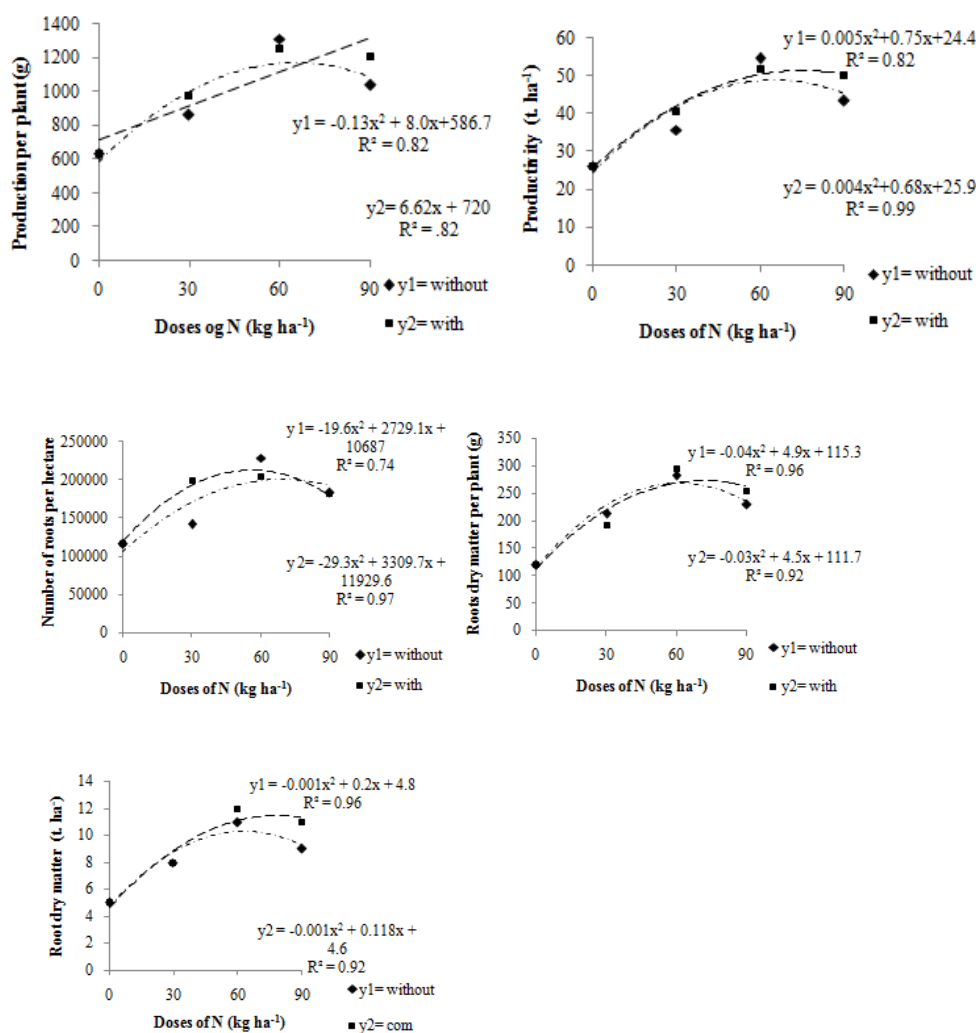 Production per plant (g)
1400
1200
1000
800
600
400
200
0
0 30 60 90
Doses og N (kg ha⁻¹)
y1 = -0.13x² + 8.0x+586.7
R² = 0.82
y2= 6.62x + 720
R² = .82
y1= without
y2= with
Productivity (t. ha⁻¹)
60
50
40
30
20
10
0
0 30 60 90
Doses of N (kg ha⁻¹)
y1= 0.005x²+0.75x+24.4
R² = 0.82
y2 = 0.004x²+0.68x+25.9
R² = 0.99
y1= without
y2= with
Number of roots per hectare
250000
200000
150000
100000
50000
0
0 30 60 90
Doses of N (kg ha⁻¹)
y1= -19.6x² + 2729.1x +
10687
R² = 0.74
y2= -29.3x² + 3309.7x +
11929.6
R² = 0.97
y1= without
y2= with
Roots dry matter per plant (g)
350
300
250
200
150
100
50
0
0 30 60 90
Doses of N (kg ha⁻¹)
y1= -0.04x² + 4.9x + 115.3
R² = 0.96
y2= -0.03x² + 4.5x + 111.7
R² = 0.92
y1= without
y2= with
Root dry matter (t. ha⁻)
14
12
10
8
6
4
2
0
0 30 60 90
Doses of N (kg ha⁻¹)
y1 = -0.001x² + 0.2x + 4.8
R² = 0.96
y2 = -0.001x² + 0.118x +
4.6
R² = 0.92
y1= without
y2= com